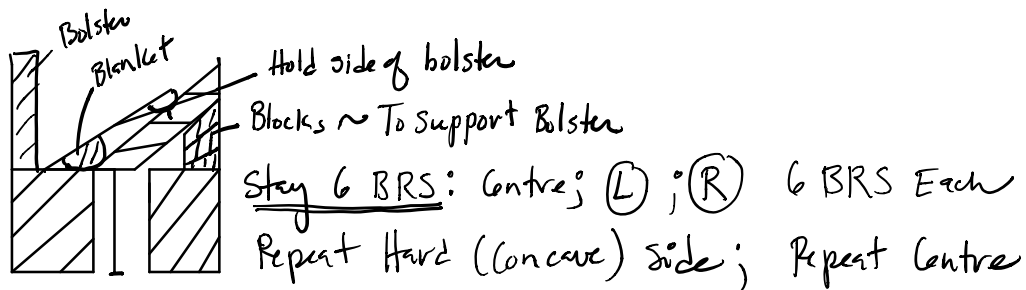 Bolster
Blanket
Hold side of bolster
Blocks ~ To Support Bolster
Stay 6 BRS: Centre; L ; R 6 BRS Each
Repeat Hard (Concave) Side; Repeat Centre